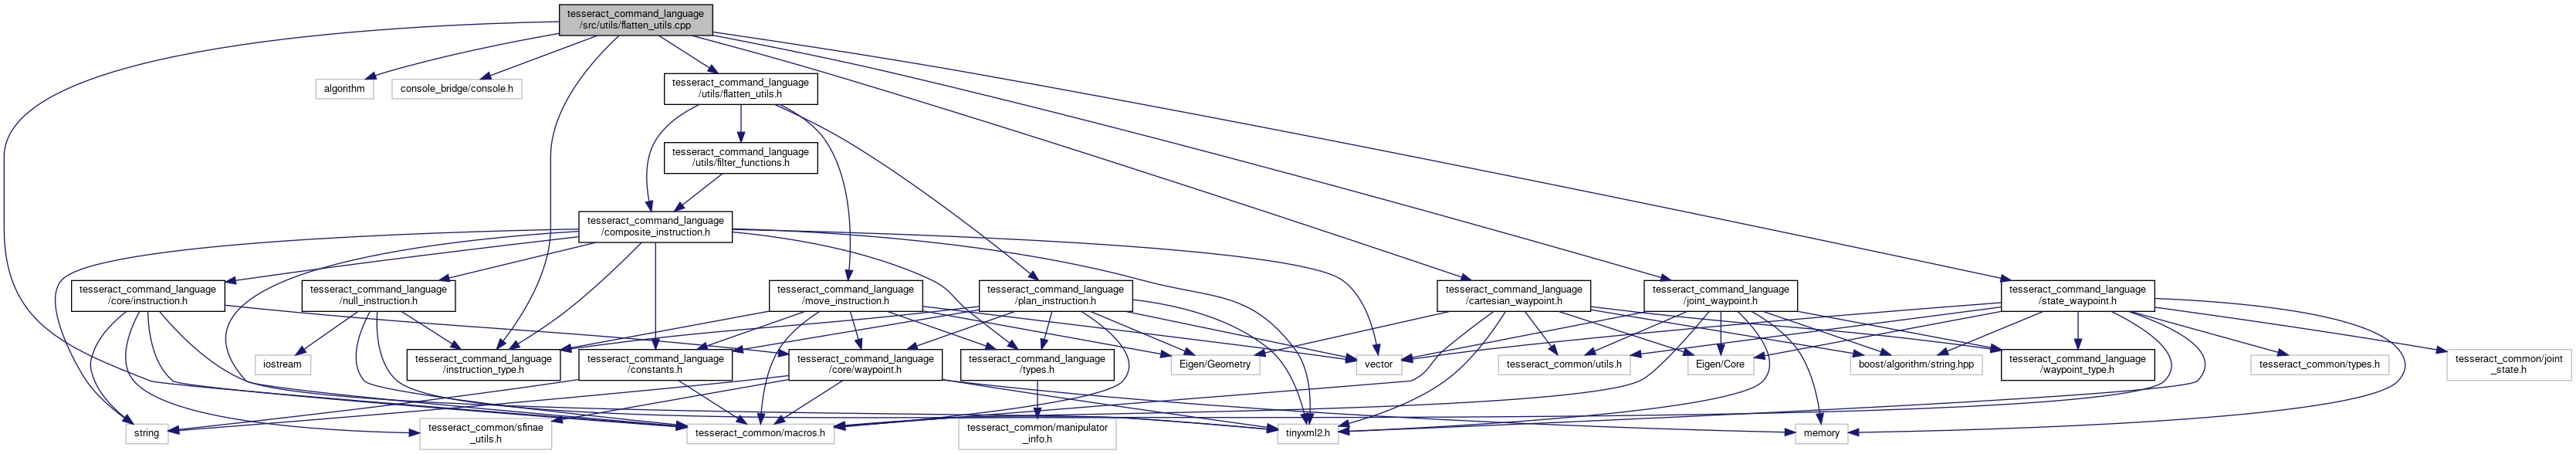 tesseract_command_language
/src/utils/flatten_utils.cpp
algorithm
console_bridge/console.h
tesseract_command_language
/utils/flatten_utils.h
tesseract_command_language
/utils/filter_functions.h
tesseract_command_language
/composite_instruction.h
tesseract_command_language
/core/instruction.h
tesseract_command_language
/null_instruction.h
tesseract_command_language
/move_instruction.h
tesseract_command_language
/plan_instruction.h
tesseract_command_language
/cartesian_waypoint.h
tesseract_command_language
/joint_waypoint.h
tesseract_command_language
/state_waypoint.h
iostream
tesseract_command_language
/instruction_type.h
tesseract_command_language
/constants.h
tesseract_command_language
/core/waypoint.h
tesseract_command_language
/types.h
Eigen/Geometry
vector
tesseract_common/utils.h
Eigen/Core
boost/algorithm/string.hpp
tesseract_command_language
/waypoint_type.h
tesseract_common/types.h
tesseract_common/joint
_state.h
string
tesseract_common/sfinae
_utils.h
tesseract_common/macros.h
tesseract_common/manipulator
_info.h
tinyxml2.h
memory